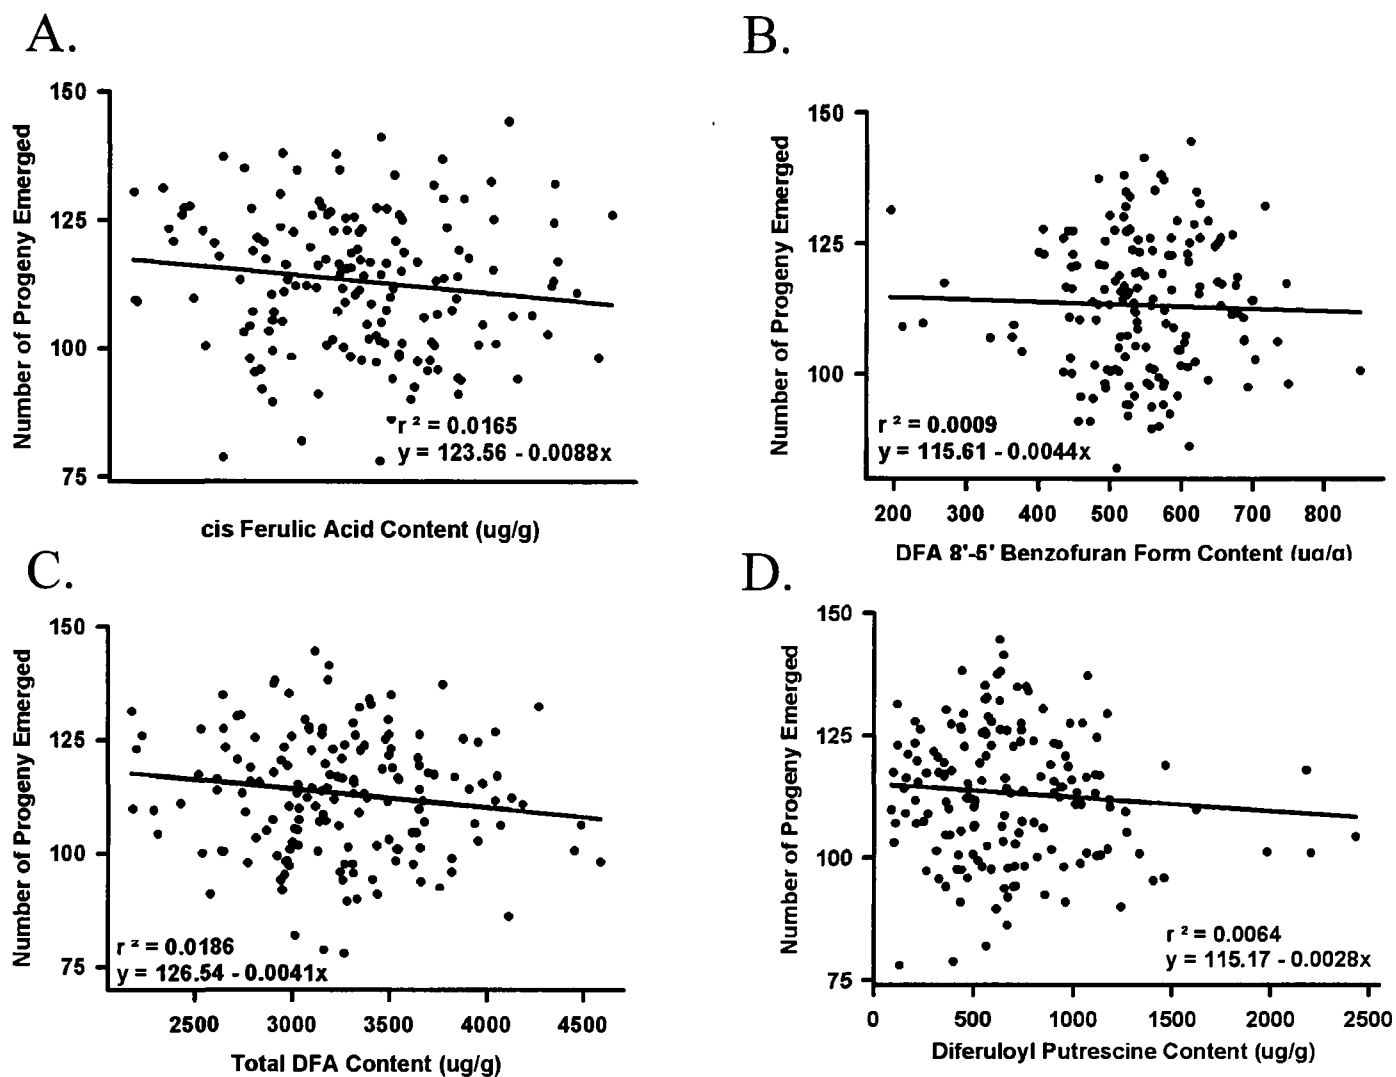 A.
Number of Progeny Emerged
150
125
100
75
r ² = 0.0165
y = 123.56 - 0.0088x
cis Ferulic Acid Content (ug/g)
B.
Number of Progeny Emerged
150
125
100
r ² = 0.0009
y = 115.61 - 0.0044x
200 300 400 500 600 700 800
DFA 8'-5' Benzofuran Form Content (ug/g)
C.
Number of Progeny Emerged
150
125
100
75
r ² = 0.0186
y = 126.54 - 0.0041x
2500 3000 3500 4000 4500
Total DFA Content (ug/g)
D.
Number of Progeny Emerged
150
125
100
75
r ² = 0.0064
y = 115.17 - 0.0028x
0 500 1000 1500 2000 2500
Diferuloyl Putrescine Content (ug/g)